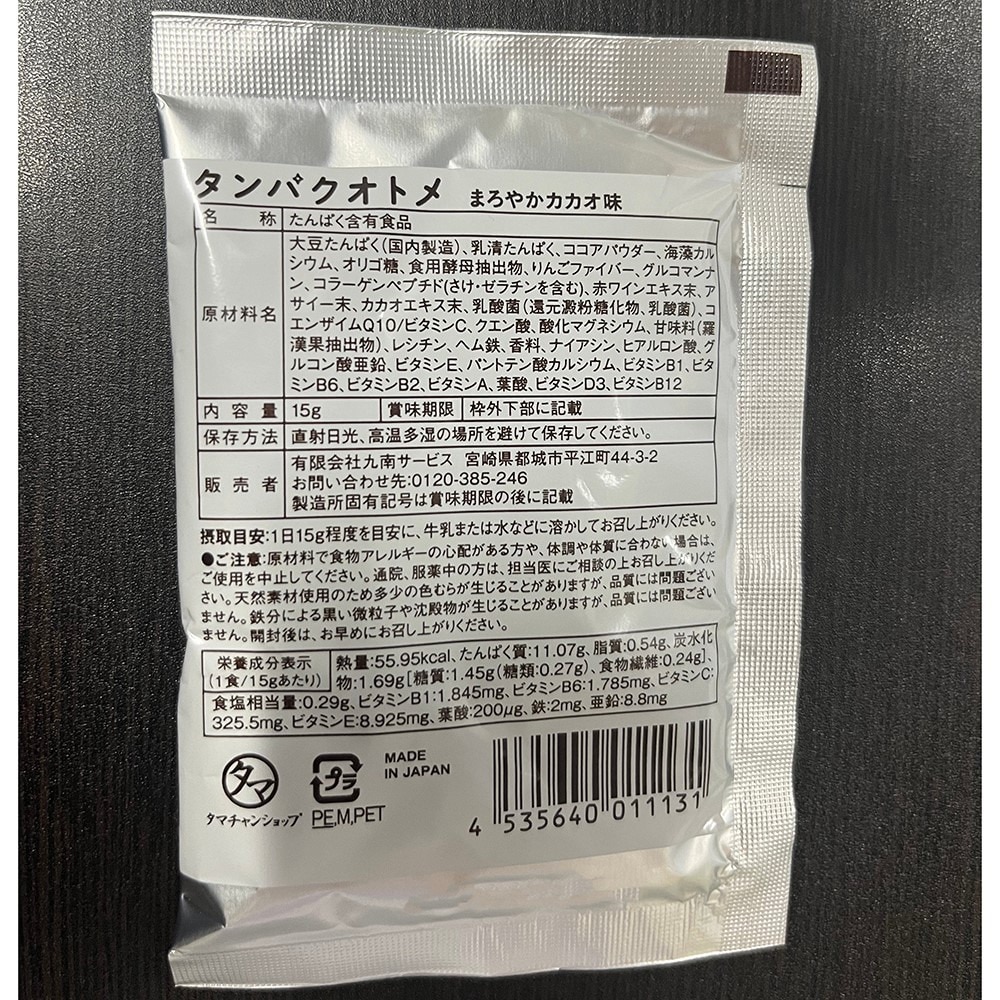 タンパクオトメ まろやかカカオ味
名称 たんぱく含有食品
原材料名
大豆たんぱく(国内製造)、乳清たんぱく、ココアパウダー、海藻カル
シウム、オリゴ糖、食用酵母抽出物、りんごファイバー、グルコマンナ
ン、コラーゲンペプチド(さけ・ゼラチンを含む)、赤ワインエキス末、ア
サイー末、カカオエキス末、乳酸菌(還元澱粉糖化物、乳酸菌)、コ
エンザイムQ10/ビタミンC、クエン酸、酸化マグネシウム、甘味料(羅
漢果抽出物)、レシチン、ヘム鉄、香料、ナイアシン、ヒアルロン酸、グ
ルコン酸亜鉛、ビタミンE、パントテン酸カルシウム、ビタミンB1、ビタ
ミンB6、ビタミンB2、ビタミンA、葉酸、ビタミンD3、ビタミンB12
内容量 15g 賞味期限 枠外下部に記載
保存方法 直射日光、高温多湿の場所を避けて保存してください。
販売者
有限会社九南サービス 宮崎県都城市平江町44-3-2
お問い合わせ先:0120-385-246
製造所固有記号は賞味期限の後に記載
摂取目安:1日15g程度を目安に、牛乳または水などに溶かしてお召し上がりください。
●ご注意:原材料で食物アレルギーの心配がある方や、体調や体質に合わない場合は、
ご使用を中止してください。通院、服薬中の方は、担当医にご相談の上お召し上がりくだ
さい。天然素材使用のため多少の色むらが生じることがありますが、品質には問題ござい
ません。鉄分による黒い微粒子や沈殿物が生じることがありますが、品質には問題ござい
ません。開封後は、お早めにお召し上がりください。
栄養成分表示
(1食/15gあたり)
熱量:55.95kcal、たんぱく質:11.07g、脂質:0.54g、炭水化
物:1.69g[糖質:1.45g(糖類:0.27g)、食物繊維:0.24g]、
食塩相当量:0.29g、ビタミンB1:1.845mg、ビタミンB6:1.785mg、ビタミンC:
325.5mg、ビタミンE:8.925mg、葉酸:200μg、鉄:2mg、亜鉛:8.8mg
タマ
タマチャンショップ
プラ
PE,M,PET
MADE
IN JAPAN
4 535640 011131